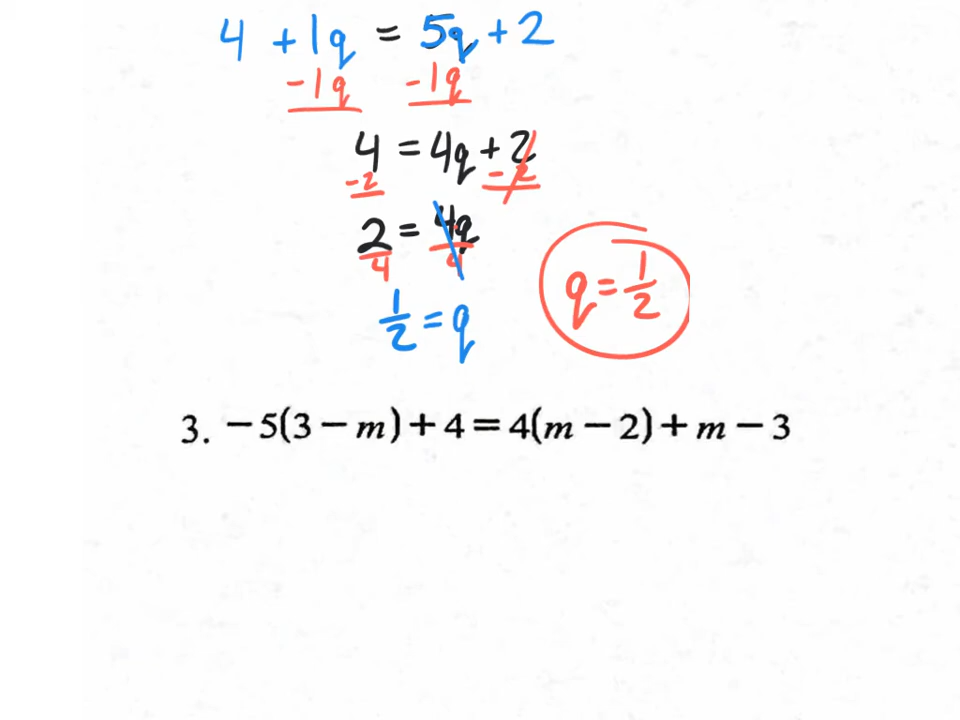 4 + 1q = 5q + 2
- 1q - 1q
4 = 4q + 2
- 2 - 2
2 = 4q
4 4
1/2 = q
q = 1/2
3. −5(3 − m) + 4 = 4(m − 2) + m − 3